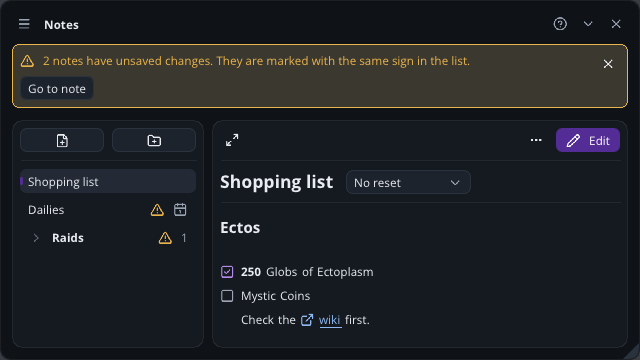 Notes
2 notes have unsaved changes. They are marked with the same sign in the list.
Go to note
Edit
Shopping list
Dailies
Raids 1
Shopping list No reset
Ectos
250 Globs of Ectoplasm
Mystic Coins
Check the wiki first.